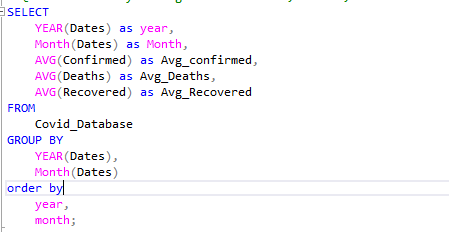 SELECT
YEAR(Dates) as year,
Month(Dates) as Month,
AVG(Confirmed) as Avg_confirmed,
AVG(Deaths) as Avg_Deaths,
AVG(Recovered) as Avg_Recovered
FROM
Covid_Database
GROUP BY
YEAR(Dates),
Month(Dates)
order by
year,
month;